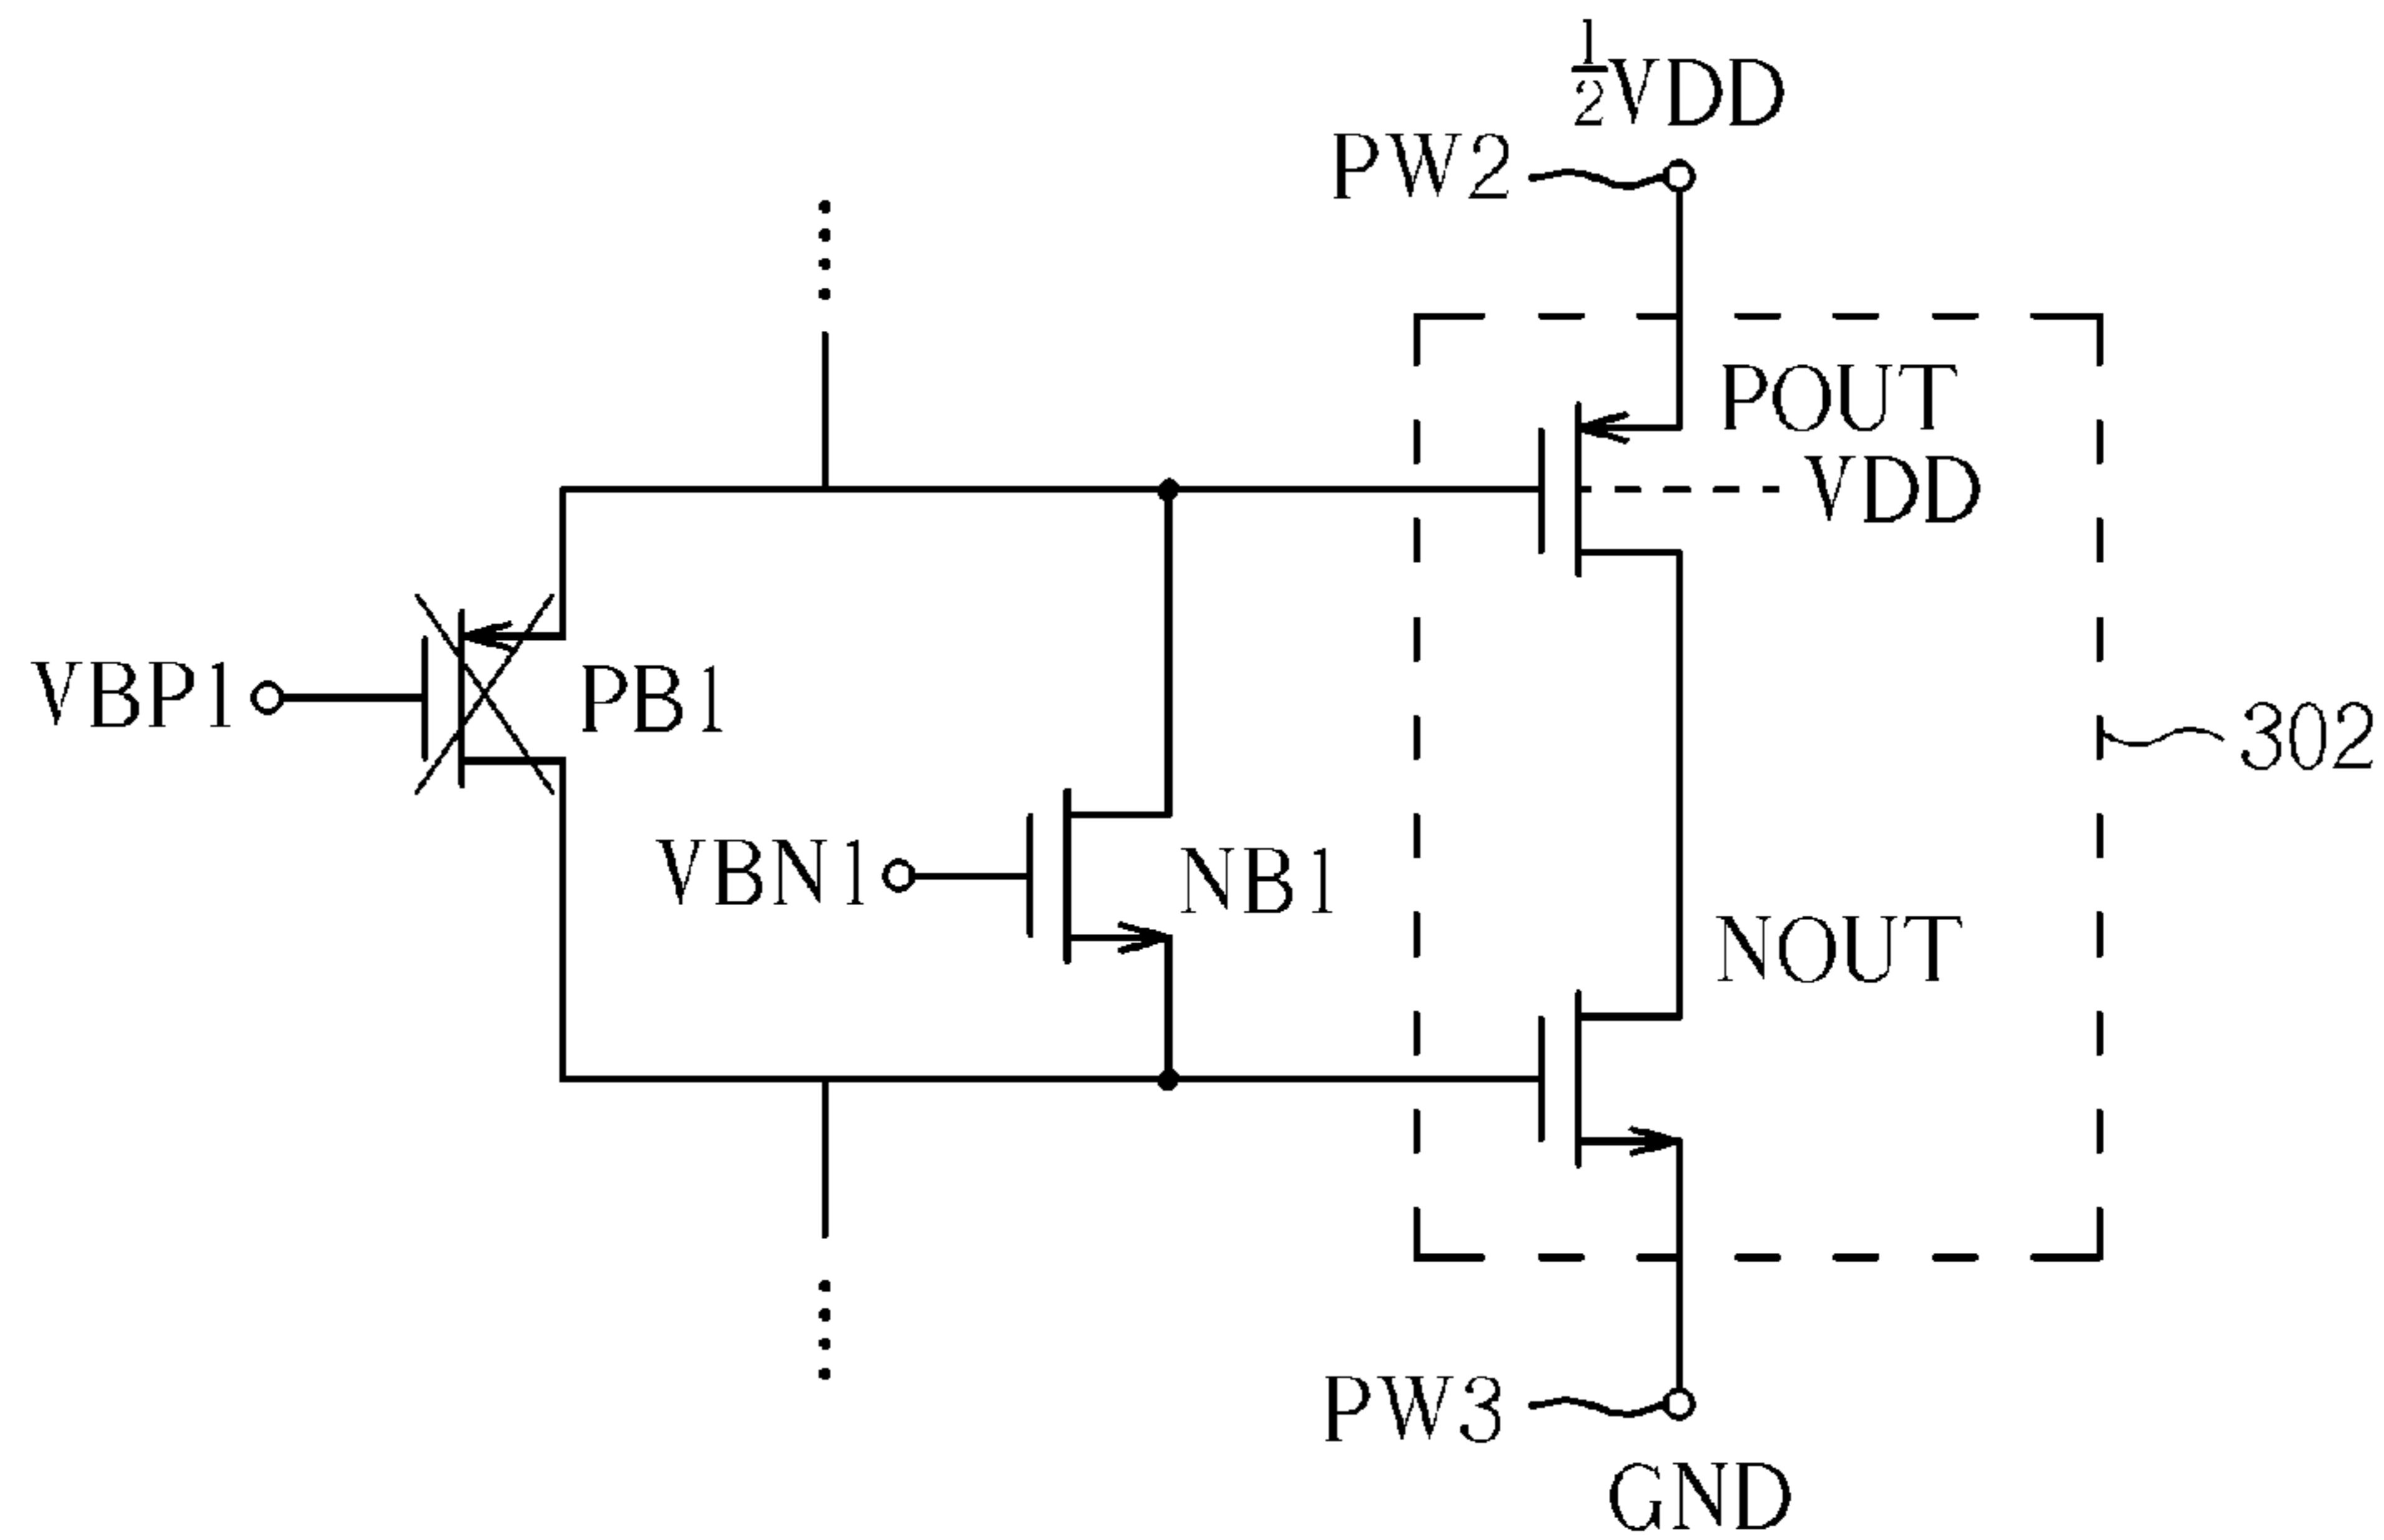 ½VDD
PW2
POUT
VDD
VBP1
PB1
302
VBN1
NB1
NOUT
PW3
GND